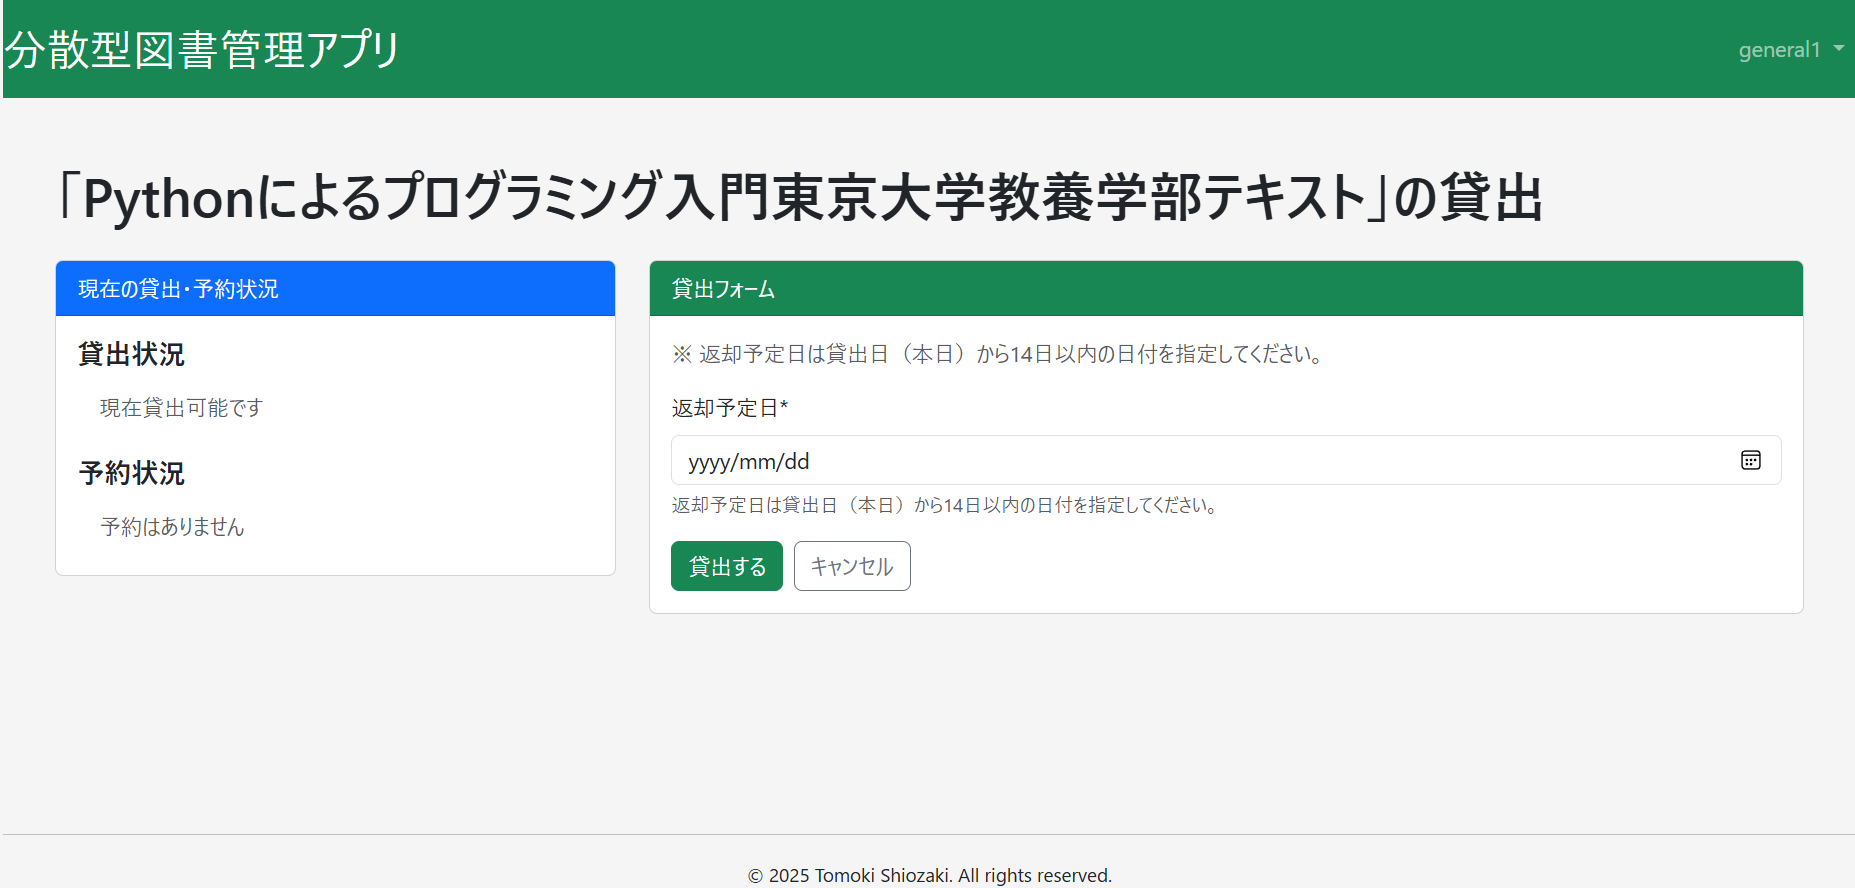 分散型図書管理アプリ
general1
「Pythonによるプログラミング入門東京大学教養学部テキスト」の貸出
現在の貸出・予約状況
貸出状況
現在貸出可能です
予約状況
予約はありません
貸出フォーム
※ 返却予定日は貸出日（本日）から14日以内の日付を指定してください。
返却予定日*
yyyy/mm/dd
返却予定日は貸出日（本日）から14日以内の日付を指定してください。
貸出する
キャンセル
© 2025 Tomoki Shiozaki. All rights reserved.